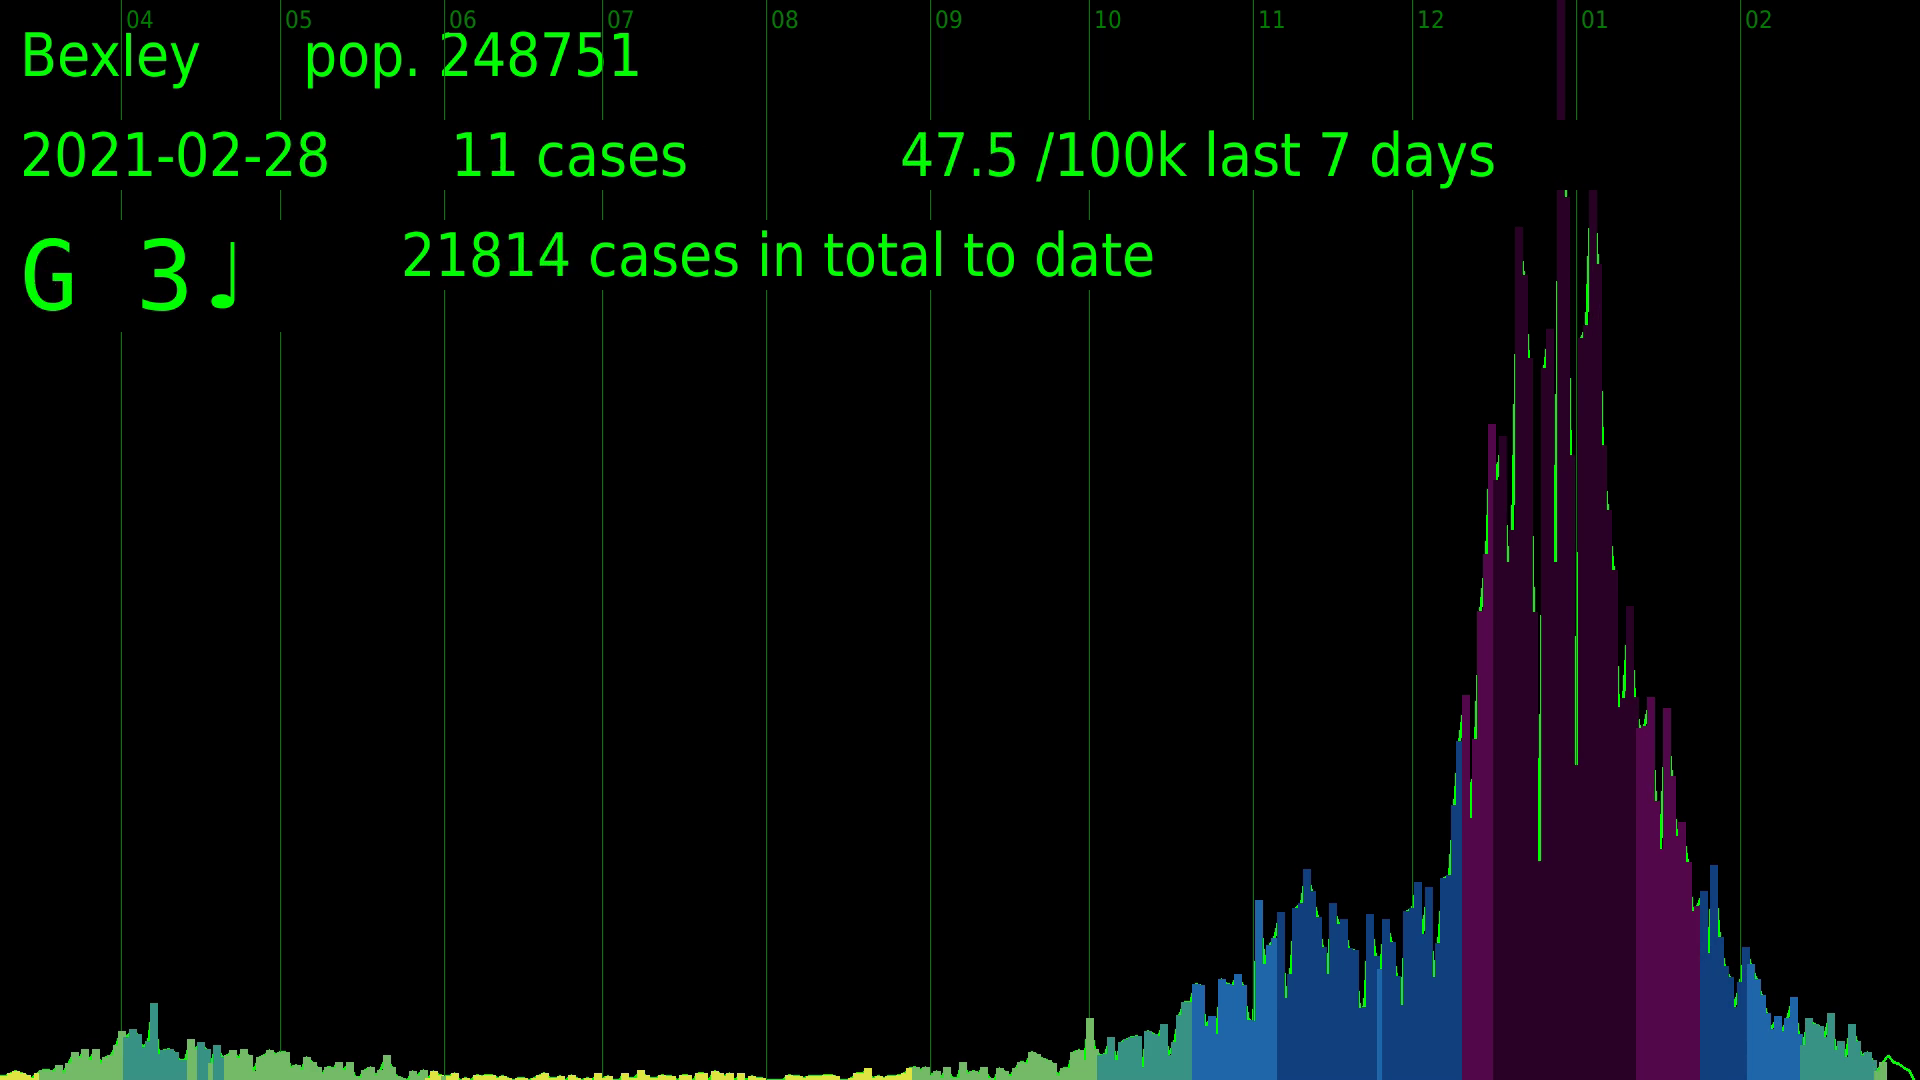 04 05 06 07 08 09 10 11 12 01 02
Bexley pop. 248751
2021-02-28 11 cases 47.5 /100k last 7 days
G 3♩ 21814 cases in total to date